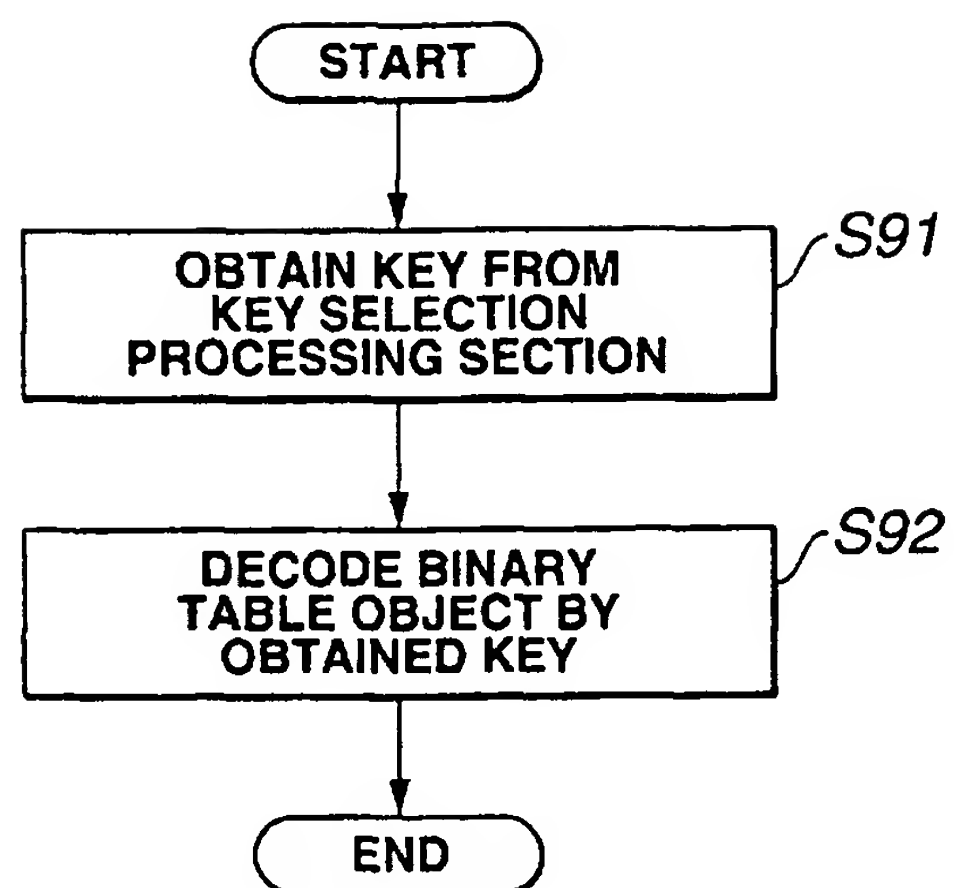 START
OBTAIN KEY FROM
KEY SELECTION
PROCESSING SECTION
S91
DECODE BINARY
TABLE OBJECT BY
OBTAINED KEY
S92
END